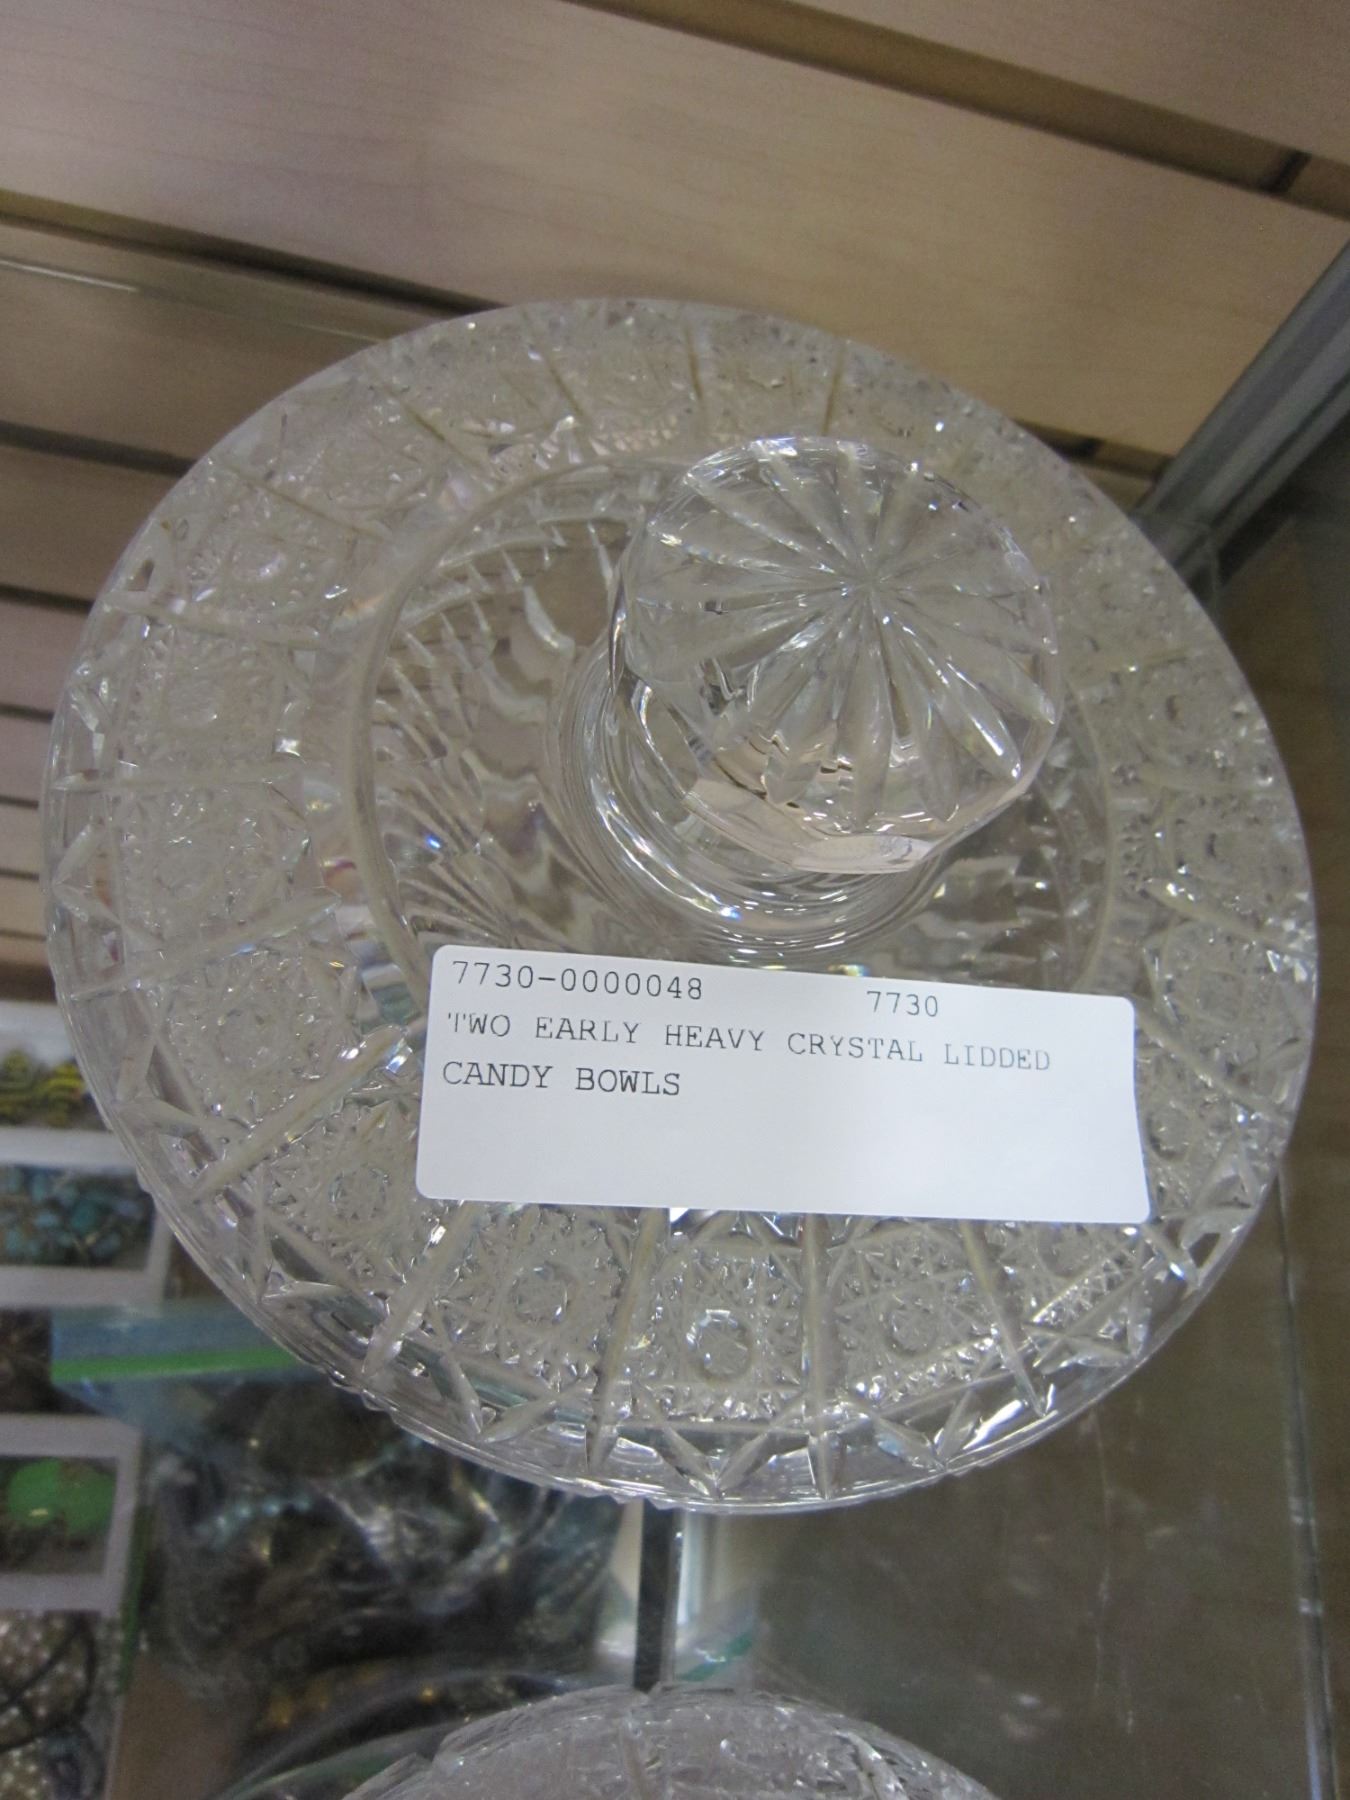 7730-0000048 7730
TWO EARLY HEAVY CRYSTAL LIDDED
CANDY BOWLS